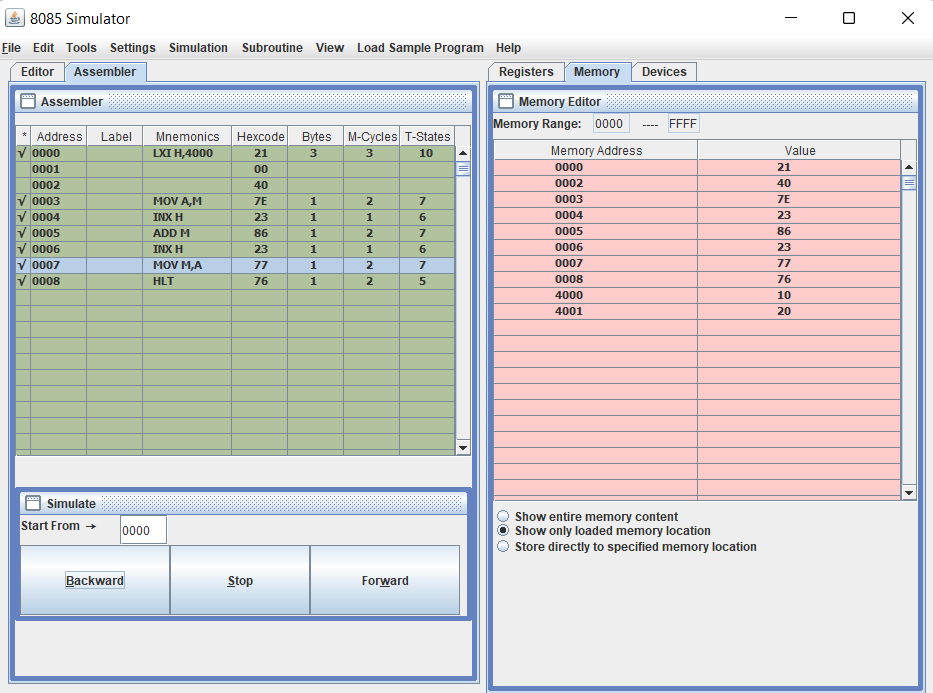 8085 Simulator
File Edit Tools Settings Simulation Subroutine View Load Sample Program Help
Editor Assembler
Assembler
* Address Label Mnemonics Hexcode Bytes M-Cycles T-States
√ 0000 LXI H,4000 21 3 3 10
0001 00
0002 40
√ 0003 MOV A,M 7E 1 2 7
√ 0004 INX H 23 1 1 6
√ 0005 ADD M 86 1 2 7
√ 0006 INX H 23 1 1 6
√ 0007 MOV M,A 77 1 2 7
√ 0008 HLT 76 1 2 5
Simulate
Start From → 0000
Backward Stop Forward
Registers Memory Devices
Memory Editor
Memory Range: 0000 ---- FFFF
Memory Address Value
0000 21
0002 40
0003 7E
0004 23
0005 86
0006 23
0007 77
0008 76
4000 10
4001 20
Show entire memory content
Show only loaded memory location
Store directly to specified memory location